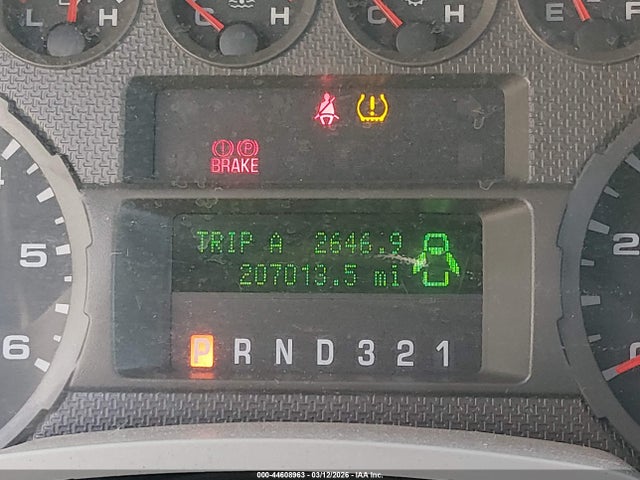 L H C H C H E F
BRAKE
5
6
2
TRIP A 2646.9
207013.5 mi
P R N D 3 2 1
000-44608963 - 03/12/2026 - IAA Inc.